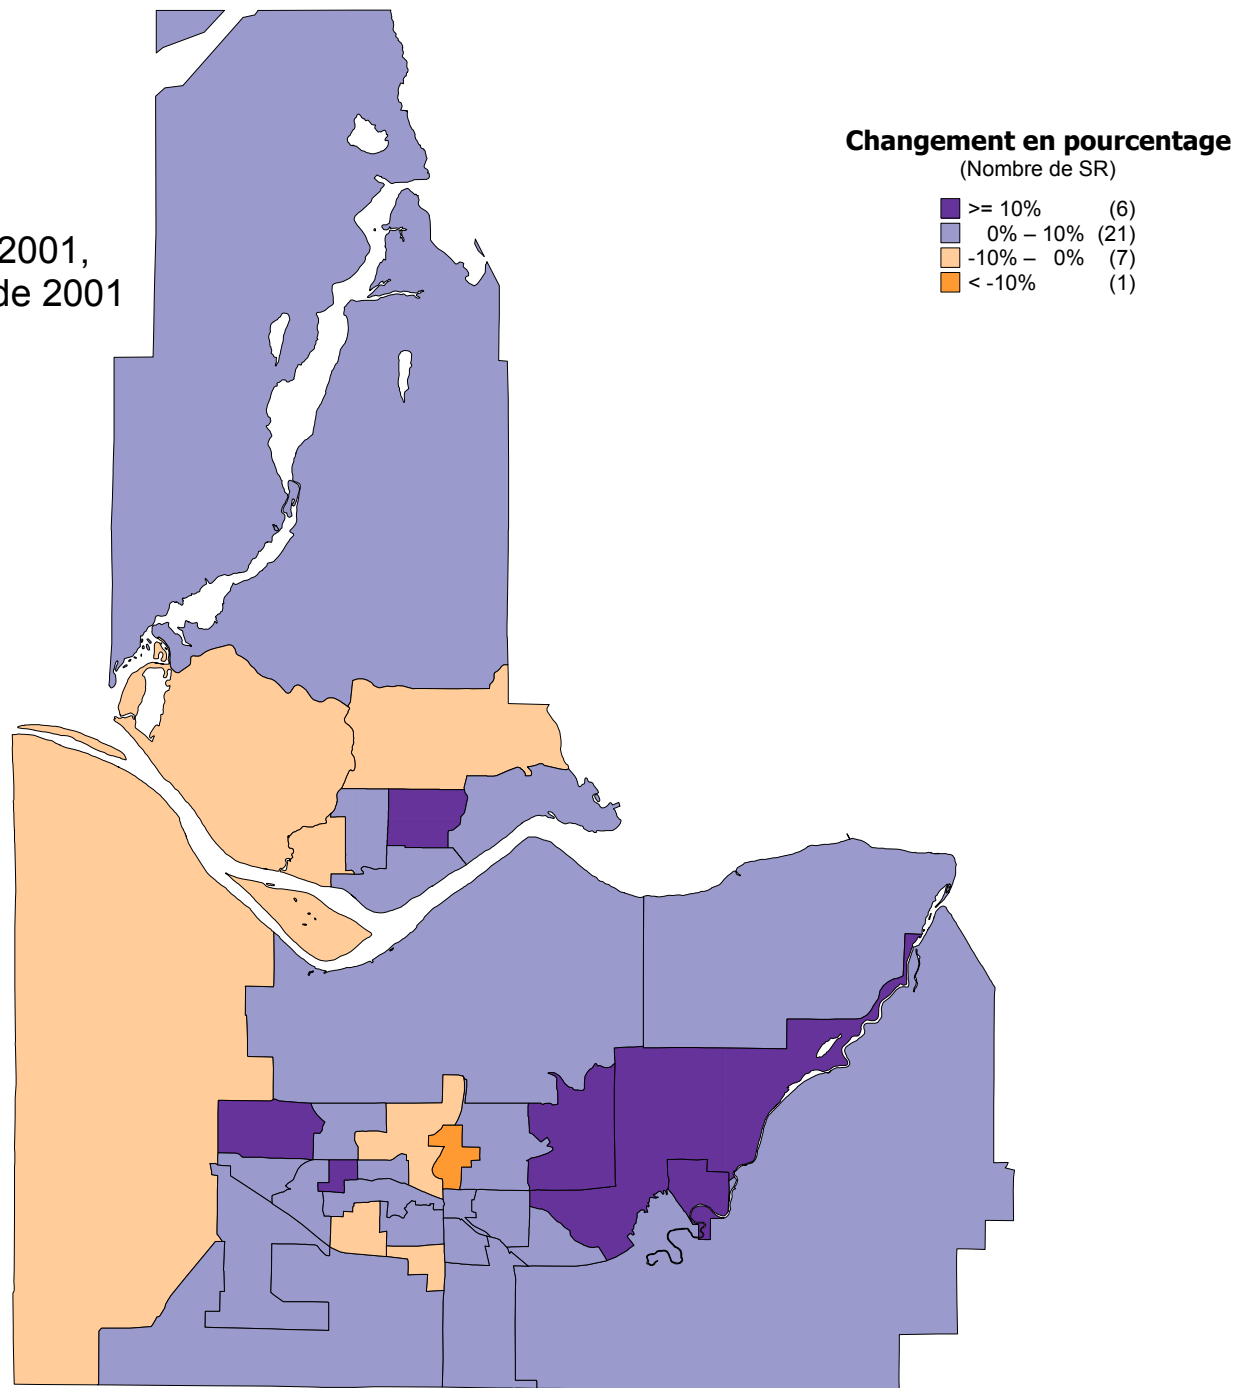 2001,
de 2001
Changement en pourcentage
(Nombre de SR)
>= 10% (6)
0% – 10% (21)
-10% – 0% (7)
< -10% (1)